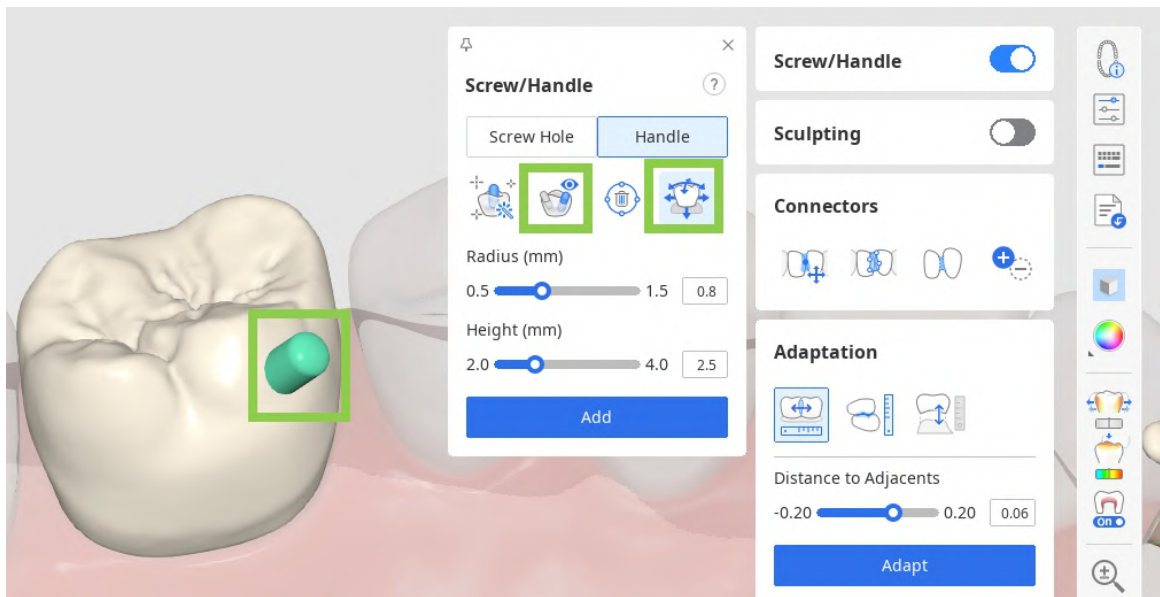 Screw/Handle
?
Screw Hole Handle
Radius (mm)
0.5 1.5 0.8
Height (mm)
2.0 4.0 2.5
Add
Screw/Handle
Sculpting
Connectors
Adaptation
Distance to Adjacents
-0.20 0.20 0.06
Adapt
On